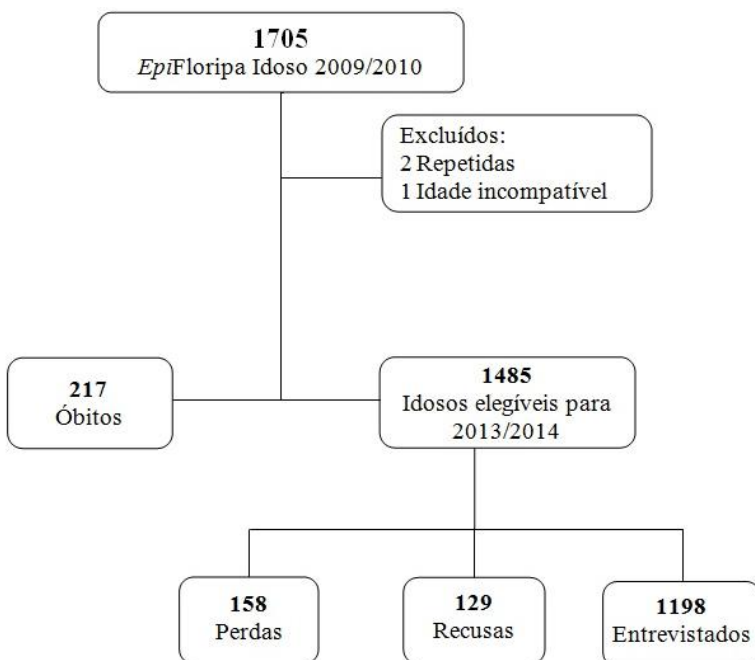 1705
EpiFloripa Idoso 2009/2010
Excluídos:
2 Repetidas
1 Idade incompatível
217
Óbitos
1485
Idosos elegíveis para
2013/2014
158
Perdas
129
Recusas
1198
Entrevistados